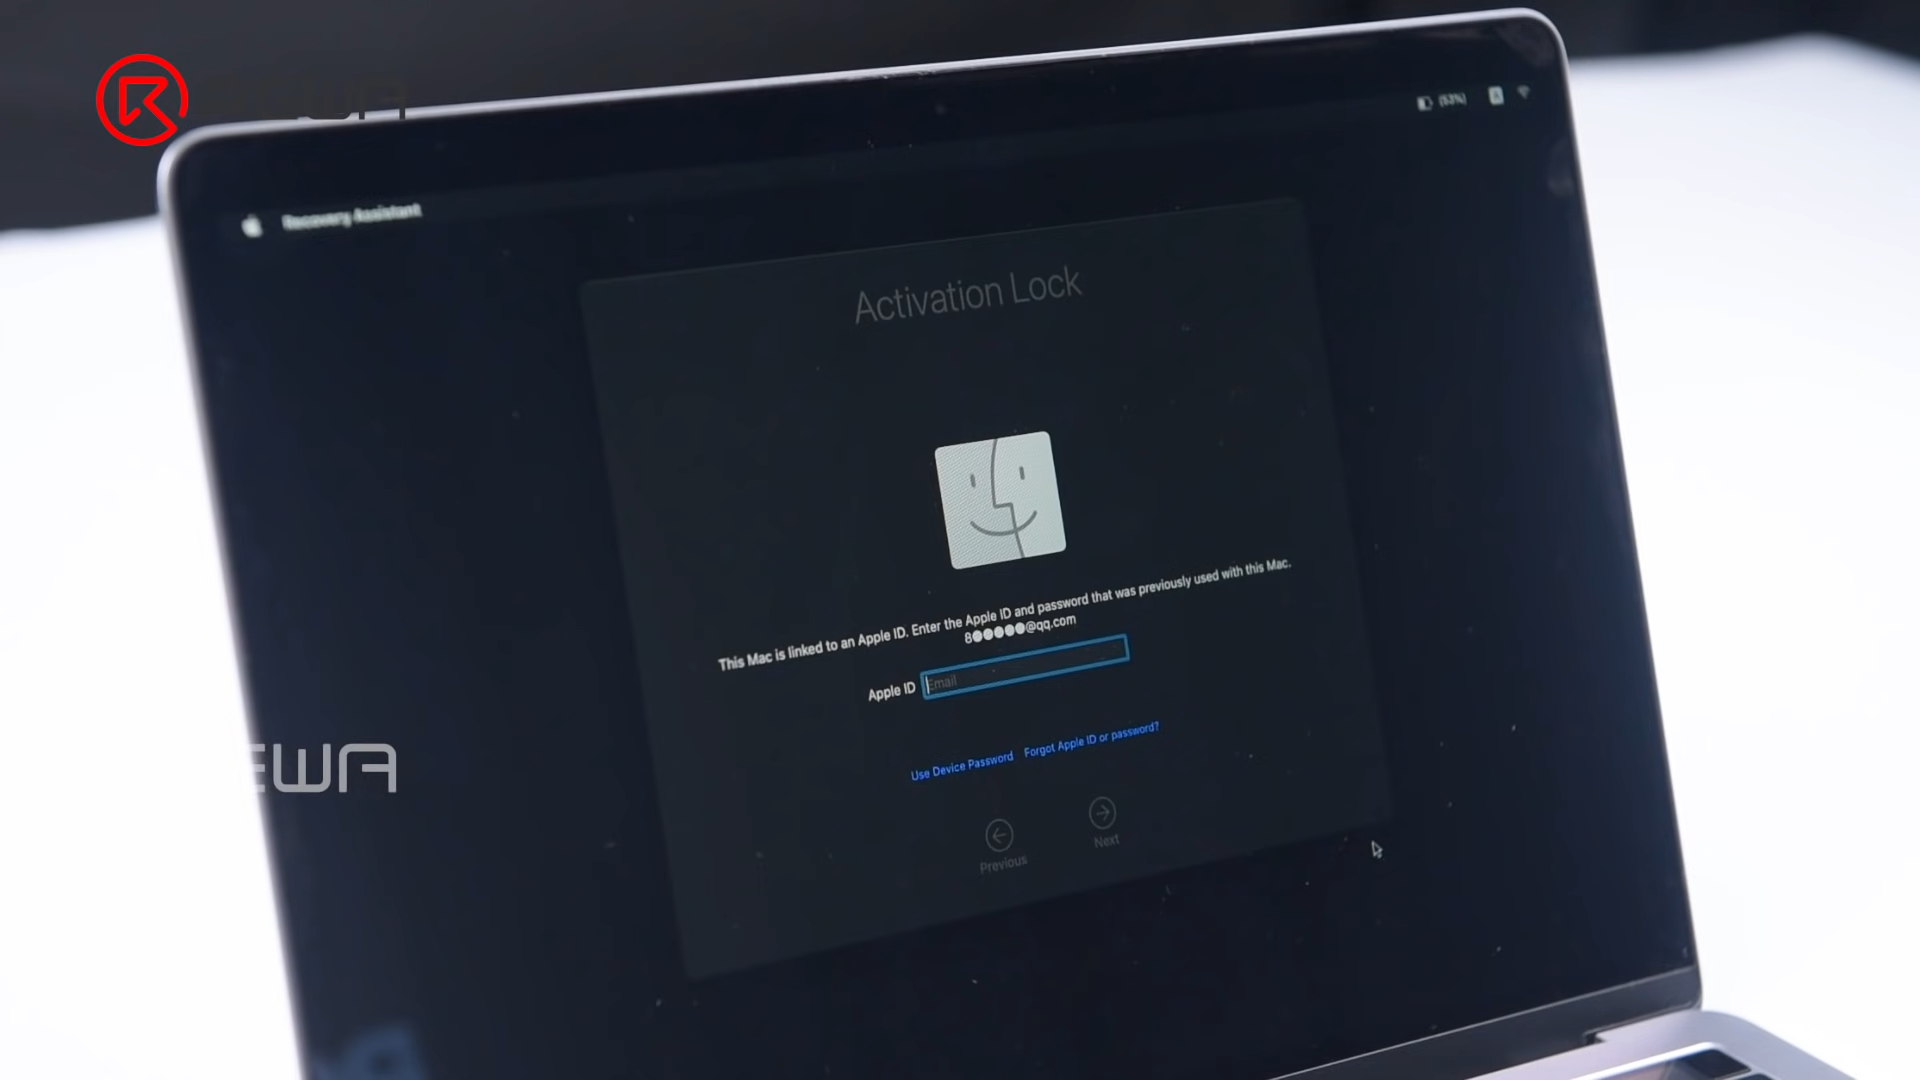 (53%)
Recovery Assistant
Activation Lock
This Mac is linked to an Apple ID. Enter the Apple ID and password that was previously used with this Mac.
8●●●●●@qq.com
Apple ID
Email
Use Device Password Forgot Apple ID or password?
Previous
Next
EWA